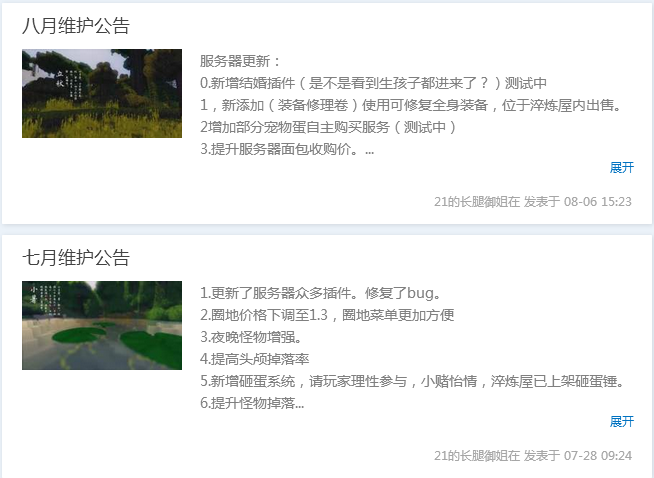 八月维护公告
立秋
服务器更新：
0.新增结婚插件（是不是看到生孩子都进来了？）测试中
1，新添加（装备修理卷）使用可修复全身装备，位于淬炼屋内出售。
2增加部分宠物蛋自主购买服务（测试中）
3.提升服务器面包收购价。...
展开
21的长腿御姐在 发表于 08-06 15:23
七月维护公告
小暑
1.更新了服务器众多插件。修复了bug。
2.圈地价格下调至1.3，圈地菜单更加方便
3.夜晚怪物增强。
4.提高头颅掉落率
5.新增砸蛋系统，请玩家理性参与，小赌怡情，淬炼屋已上架砸蛋锤。
6.提升怪物掉落...
展开
21的长腿御姐在 发表于 07-28 09:24